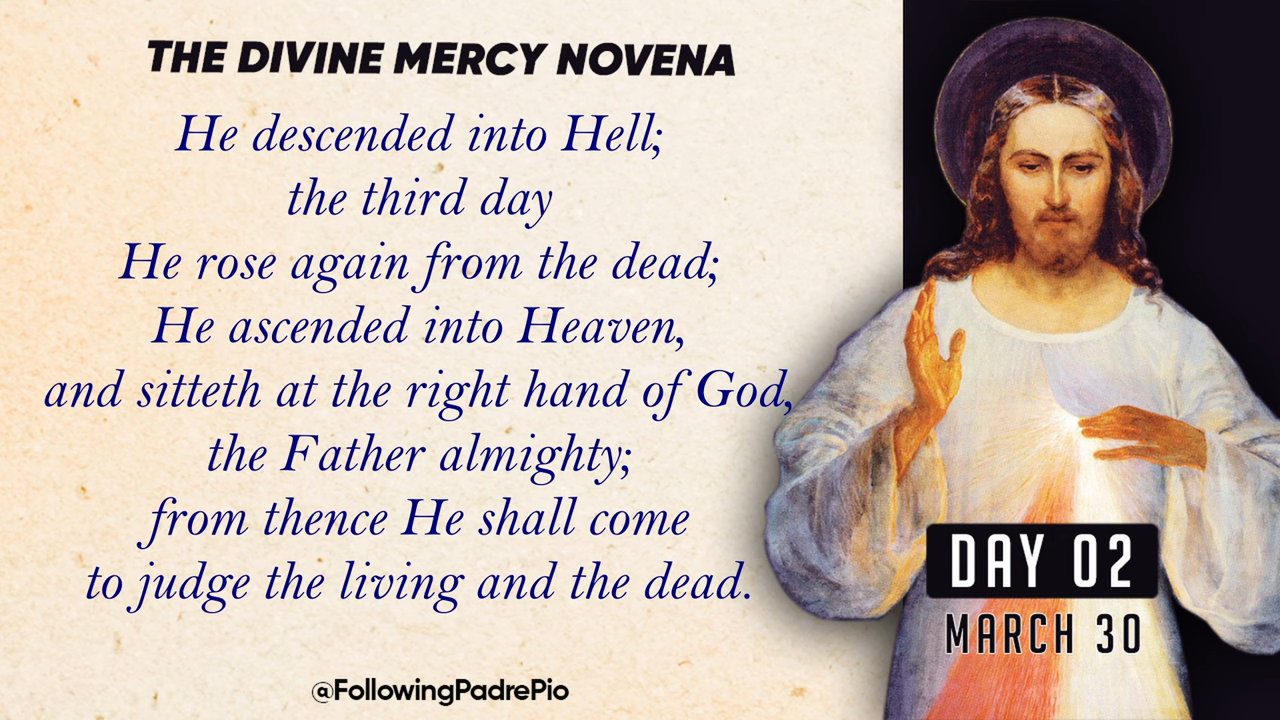 THE DIVINE MERCY NOVENA
He descended into Hell;
the third day
He rose again from the dead;
He ascended into Heaven,
and sitteth at the right hand of God,
the Father almighty;
from thence He shall come
to judge the living and the dead.
@FollowingPadrePio
DAY 02
MARCH 30